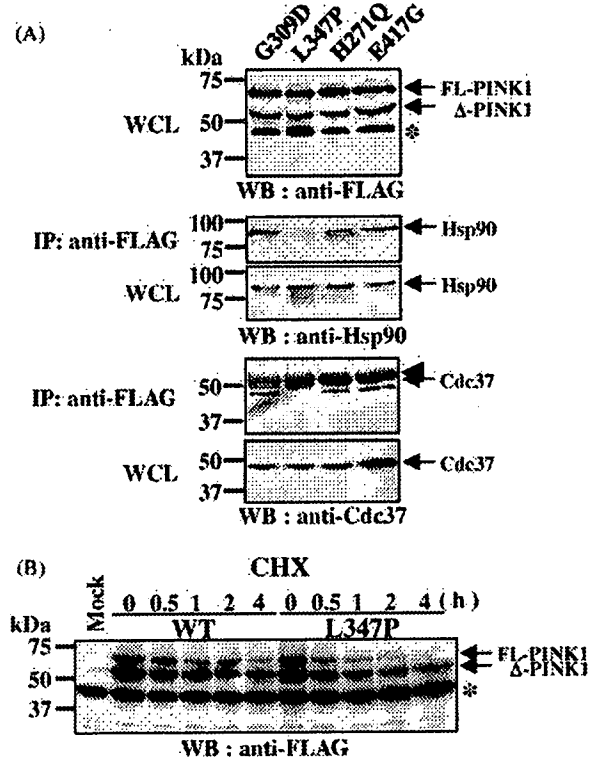 (A)
G309D L347P H271Q E417G
kDa
75
FL-PINK1
Δ-PINK1
WCL
50
*
37
WB : anti-FLAG
100
IP: anti-FLAG
Hsp90
75
100
WCL
Hsp90
75
WB : anti-Hsp90
50
Cdc37
IP: anti-FLAG
37
50
WCL
Cdc37
37
WB : anti-Cdc37
(B)
CHX
Mock
0 0.5 1 2 4 0 0.5 1 2 4 (h)
kDa
WT L347P
75
FL-PINK1
Δ-PINK1
50
*
37
WB : anti-FLAG